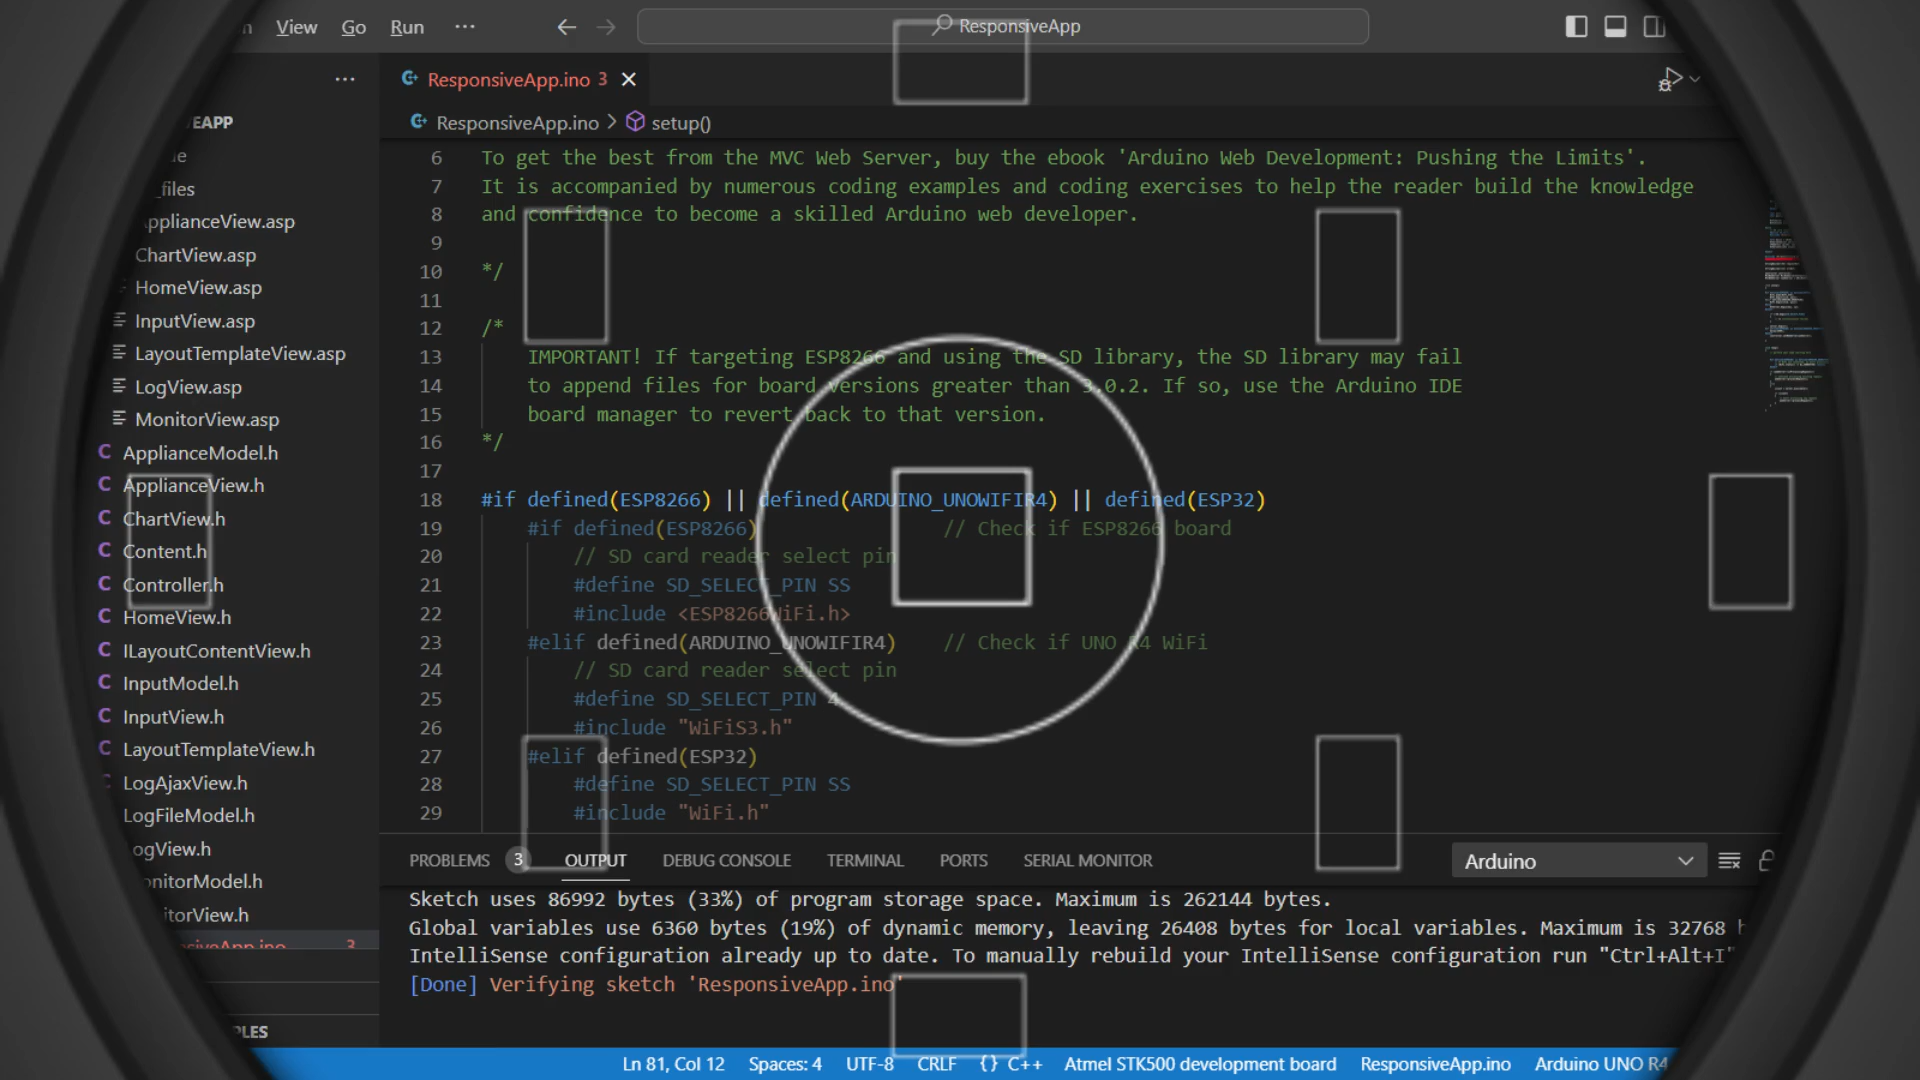 View Go Run ···
ResponsiveApp
ResponsiveApp.ino 3
EAPP
ResponsiveApp.ino > setup()
_files
ApplianceView.asp
ChartView.asp
HomeView.asp
InputView.asp
LayoutTemplateView.asp
LogView.asp
MonitorView.asp
ApplianceModel.h
ApplianceView.h
ChartView.h
Content.h
Controller.h
HomeView.h
ILayoutContentView.h
InputModel.h
InputView.h
LayoutTemplateView.h
LogAjaxView.h
LogFileModel.h
ogView.h
onitorModel.h
itorView.h
siveApp.ino 3
PLES
6 To get the best from the MVC Web Server, buy the ebook 'Arduino Web Development: Pushing the Limits'.
7 It is accompanied by numerous coding examples and coding exercises to help the reader build the knowledge
8 and confidence to become a skilled Arduino web developer.
9
10 */
11
12 /*
13 IMPORTANT! If targeting ESP8266 and using the SD library, the SD library may fail
14 to append files for board versions greater than 3.0.2. If so, use the Arduino IDE
15 board manager to revert back to that version.
16 */
17
18 #if defined(ESP8266) || defined(ARDUINO_UNOWIFIR4) || defined(ESP32)
19 #if defined(ESP8266) // Check if ESP8266 board
20 // SD card reader select pin
21 #define SD_SELECT_PIN SS
22 #include <ESP8266WiFi.h>
23 #elif defined(ARDUINO_UNOWIFIR4) // Check if UNO R4 WiFi
24 // SD card reader select pin
25 #define SD_SELECT_PIN 4
26 #include "WiFiS3.h"
27 #elif defined(ESP32)
28 #define SD_SELECT_PIN SS
29 #include "WiFi.h"
PROBLEMS 3 OUTPUT DEBUG CONSOLE TERMINAL PORTS SERIAL MONITOR Arduino
Sketch uses 86992 bytes (33%) of program storage space. Maximum is 262144 bytes.
Global variables use 6360 bytes (19%) of dynamic memory, leaving 26408 bytes for local variables. Maximum is 32768 b
IntelliSense configuration already up to date. To manually rebuild your IntelliSense configuration run "Ctrl+Alt+I"
[Done] Verifying sketch 'ResponsiveApp.ino'
Ln 81, Col 12 Spaces: 4 UTF-8 CRLF {} C++ Atmel STK500 development board ResponsiveApp.ino Arduino UNO R4